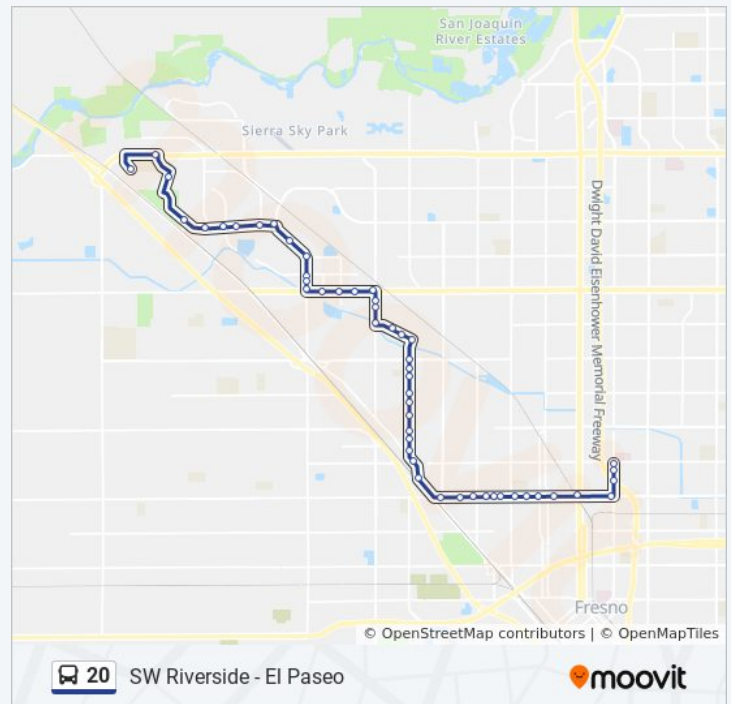 San Joaquin
River Estates
Sierra Sky Park
Dwight David Eisenhower Memorial Freeway
Fresno
© OpenStreetMap contributors | © OpenMapTiles
20 SW Riverside - El Paseo
moovit